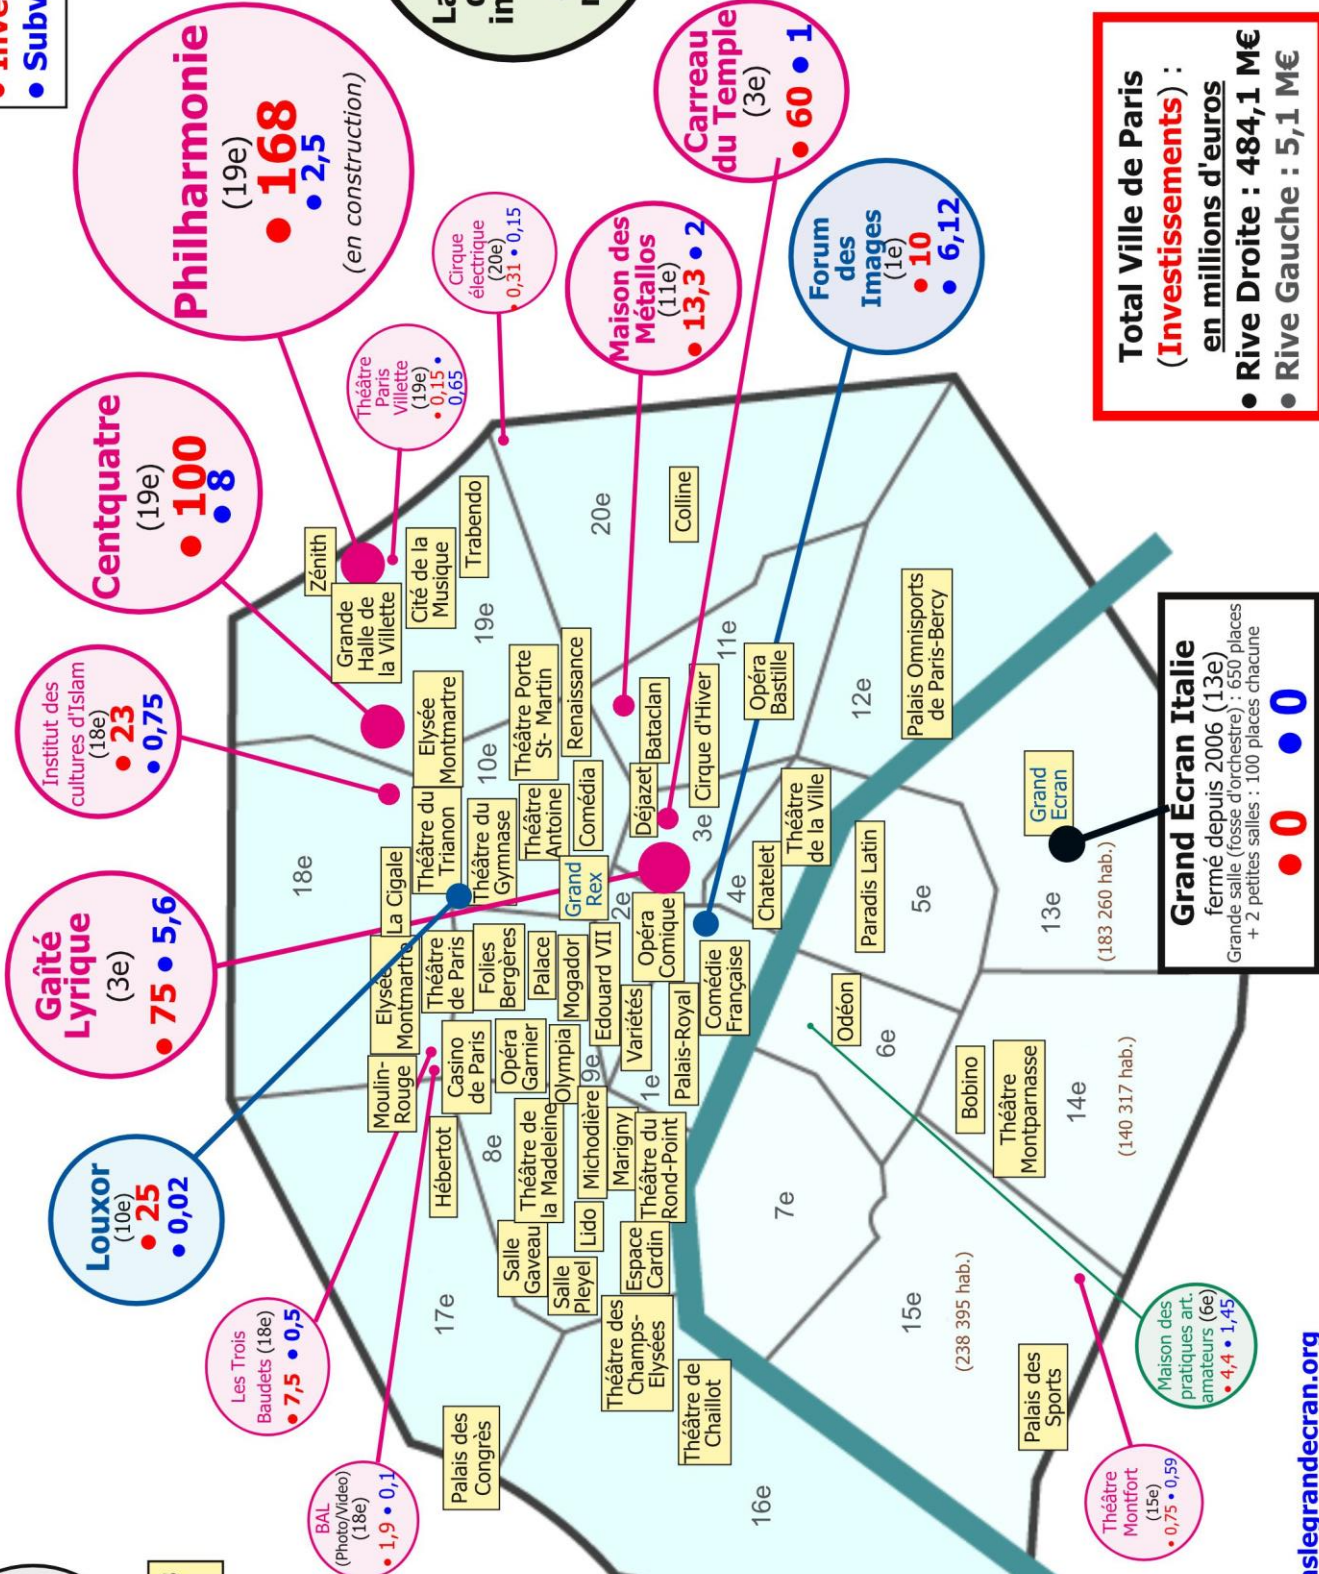 • Inve
• Subv
La
Philharmonie
(19e)
• 168
• 2,5
(en construction)
Centquatre
(19e)
• 100
• 8
Institut des
cultures d'Islam
(18e)
• 23
• 0,75
Gaîté
Lyrique
(3e)
• 75 • 5,6
Louxor
(10e)
• 25
• 0,02
Les Trois
Baudets (18e)
• 7,5 • 0,5
BAL
(Photo/Video)
(18e)
• 1,9 • 0,1
Théâtre
Paris
Villette
(19e)
• 0,15 •
0,65
Cirque
électrique
(20e)
• 0,31 • 0,15
Maison des
Métallos
(11e)
• 13,3 • 2
Carreau
du Temple
(3e)
• 60 • 1
Forum
des
Images
(1e)
• 10
• 6,12
Zénith
Grande
Halle de
la Villette
Cité de la
Musique
Trabendo
19e
20e
Colline
18e
Elysée
Montmartre
10e
Théâtre Porte
St- Martin
Renaissance
La Cigale
Théâtre du
Trianon
Théâtre du
Gymnase
Théâtre
Antoine
Comédia
Grand
Rex
2e
Déjazet
Bataclan
Cirque d'Hiver
11e
3e
Opéra
Bastille
12e
Palais Omnisports
de Paris-Bercy
Elysée
Montmartre
Théâtre
de Paris
Folies
Bergères
Palace
Mogador
Edouard VII
Variétés
Opéra
Comique
Palais-Royal
Comédie
Française
4e
Chatelet
Théâtre
de la Ville
Moulin-
Rouge
Casino
de Paris
Opéra
Garnier
Olympia
9e
1e
Hébertot
8e
Théâtre de
la Madeleine
Michodière
Marigny
Théâtre du
Rond-Point
17e
Salle
Gaveau
Salle
Pleyel
Lido
Espace
Cardin
Théâtre des
Champs-
Elysées
Théâtre de
Chaillot
Palais des
Congrès
16e
Paradis Latin
5e
Odéon
6e
7e
Bobino
Théâtre
Montparnasse
14e
(140 317 hab.)
15e
(238 395 hab.)
Palais des
Sports
Grand
Ecran
13e
(183 260 hab.)
Maison des
pratiques art.
amateurs (6e)
• 4,4 • 1,45
Théâtre
Montfort
(15e)
• 0,75 • 0,59
Grand Ecran Italie
fermé depuis 2006 (13e)
Grande salle (fosse d'orchestre) : 650 places
+ 2 petites salles : 100 places chacune
• 0 • 0
Total Ville de Paris
(Investissements) :
en millions d'euros
• Rive Droite : 484,1 M€
• Rive Gauche : 5,1 M€
aslegrandecran.org